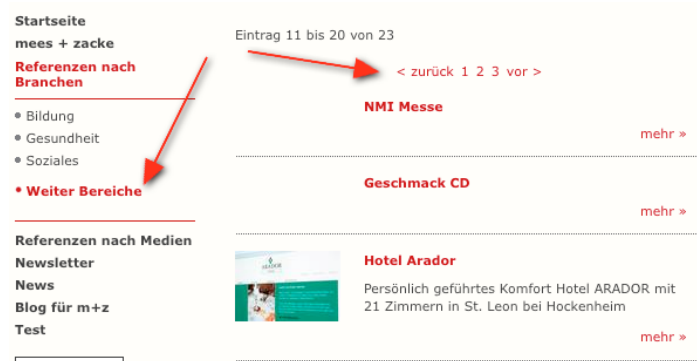 Startseite
mees + zacke
Referenzen nach
Branchen
• Bildung
• Gesundheit
• Soziales
• Weiter Bereiche
Referenzen nach Medien
Newsletter
News
Blog für m+z
Test
Eintrag 11 bis 20 von 23
< zurück 1 2 3 vor >
NMI Messe
mehr »
Geschmack CD
mehr »
ARADOR
Hotel Arador
Persönlich geführtes Komfort Hotel ARADOR mit
21 Zimmern in St. Leon bei Hockenheim
mehr »